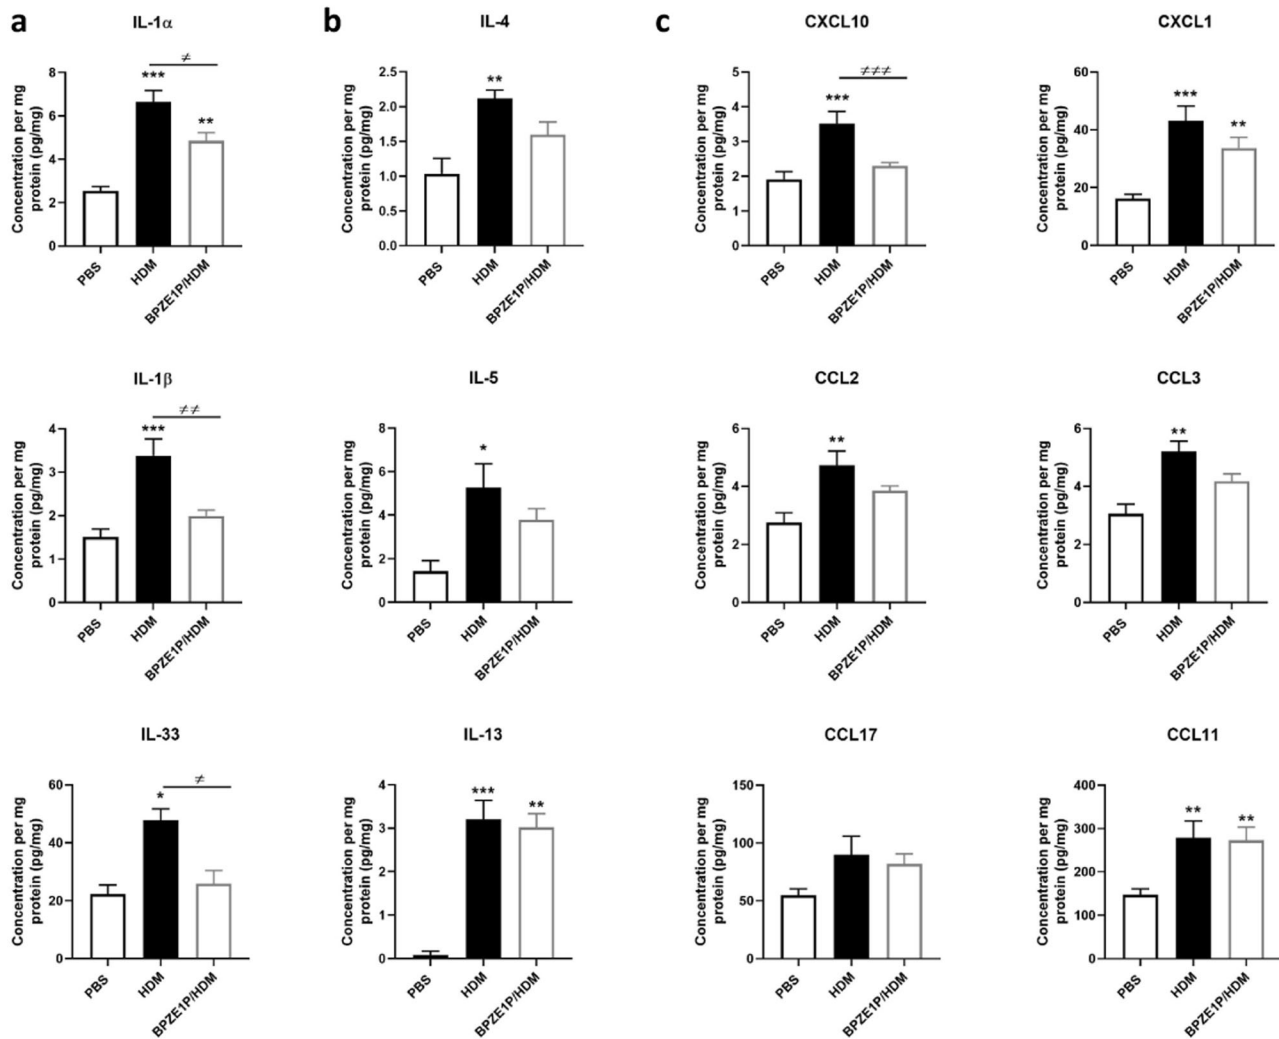 a
IL-1α
Concentration per mg
protein (pg/mg)
8
6
4
2
0
***
≠
**
PBS
HDM
BPZE1P/HDM
IL-1β
Concentration per mg
protein (pg/mg)
4
3
2
1
0
***
≠≠
PBS
HDM
BPZE1P/HDM
IL-33
Concentration per mg
protein (pg/mg)
60
40
20
0
*
≠
PBS
HDM
BPZE1P/HDM
b
IL-4
Concentration per mg
protein (pg/mg)
2.5
2.0
1.5
1.0
0.5
0.0
**
PBS
HDM
BPZE1P/HDM
IL-5
Concentration per mg
protein (pg/mg)
8
6
4
2
0
*
PBS
HDM
BPZE1P/HDM
IL-13
Concentration per mg
protein (pg/mg)
4
3
2
1
0
***
**
PBS
HDM
BPZE1P/HDM
c
CXCL10
Concentration per mg
protein (pg/mg)
5
4
3
2
1
0
***
≠≠≠
PBS
HDM
BPZE1P/HDM
CXCL1
Concentration per mg
protein (pg/mg)
60
40
20
0
***
**
PBS
HDM
BPZE1P/HDM
CCL2
Concentration per mg
protein (pg/mg)
6
4
2
0
**
PBS
HDM
BPZE1P/HDM
CCL3
Concentration per mg
protein (pg/mg)
6
4
2
0
**
PBS
HDM
BPZE1P/HDM
CCL17
Concentration per mg
protein (pg/mg)
150
100
50
0
PBS
HDM
BPZE1P/HDM
CCL11
Concentration per mg
protein (pg/mg)
400
300
200
100
0
**
**
PBS
HDM
BPZE1P/HDM